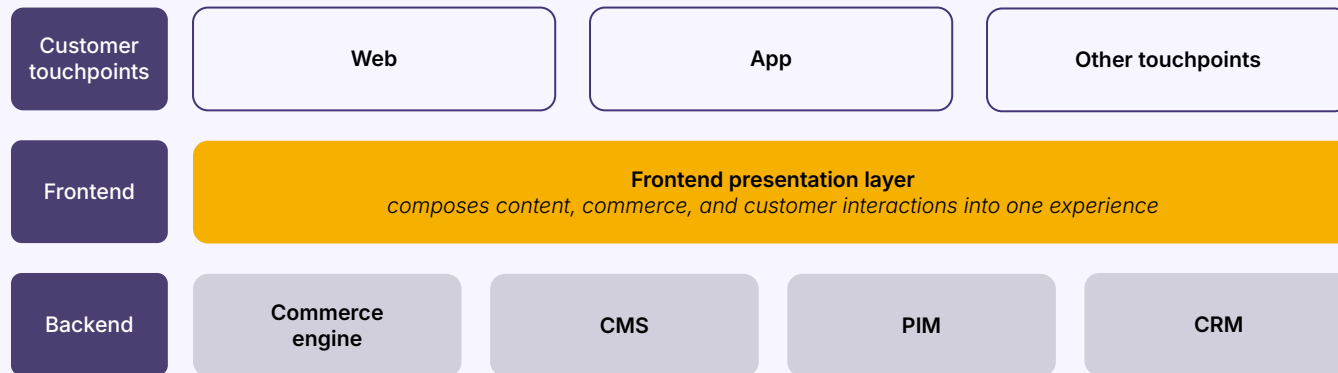 Customer
touchpoints
Web
App
Other touchpoints
Frontend
Frontend presentation layer
composes content, commerce, and customer interactions into one experience
Backend
Commerce
engine
CMS
PIM
CRM